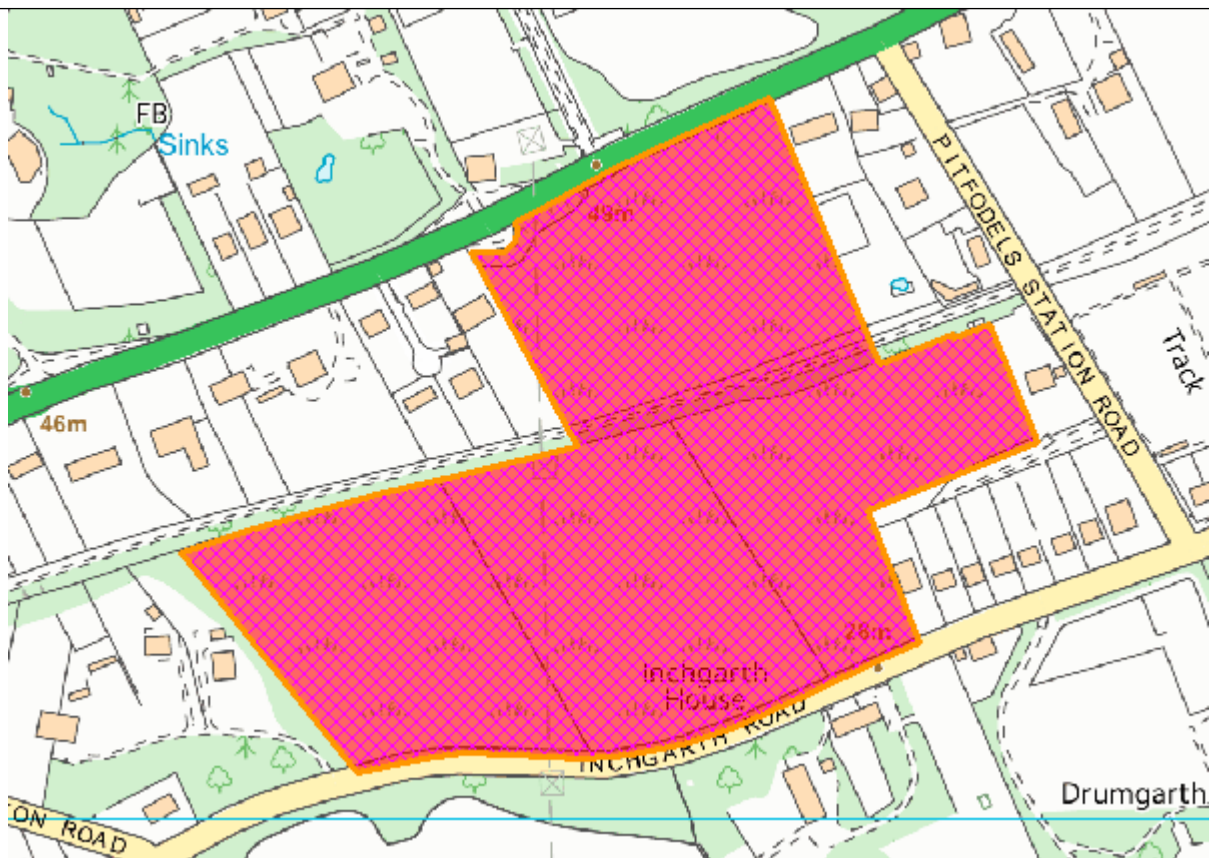 FB
Sinks
49m
PITFODELS STATION ROAD
Track
46m
28m
Inchgarth
House
INCHGARTH ROAD
Drumgarth
ON ROAD